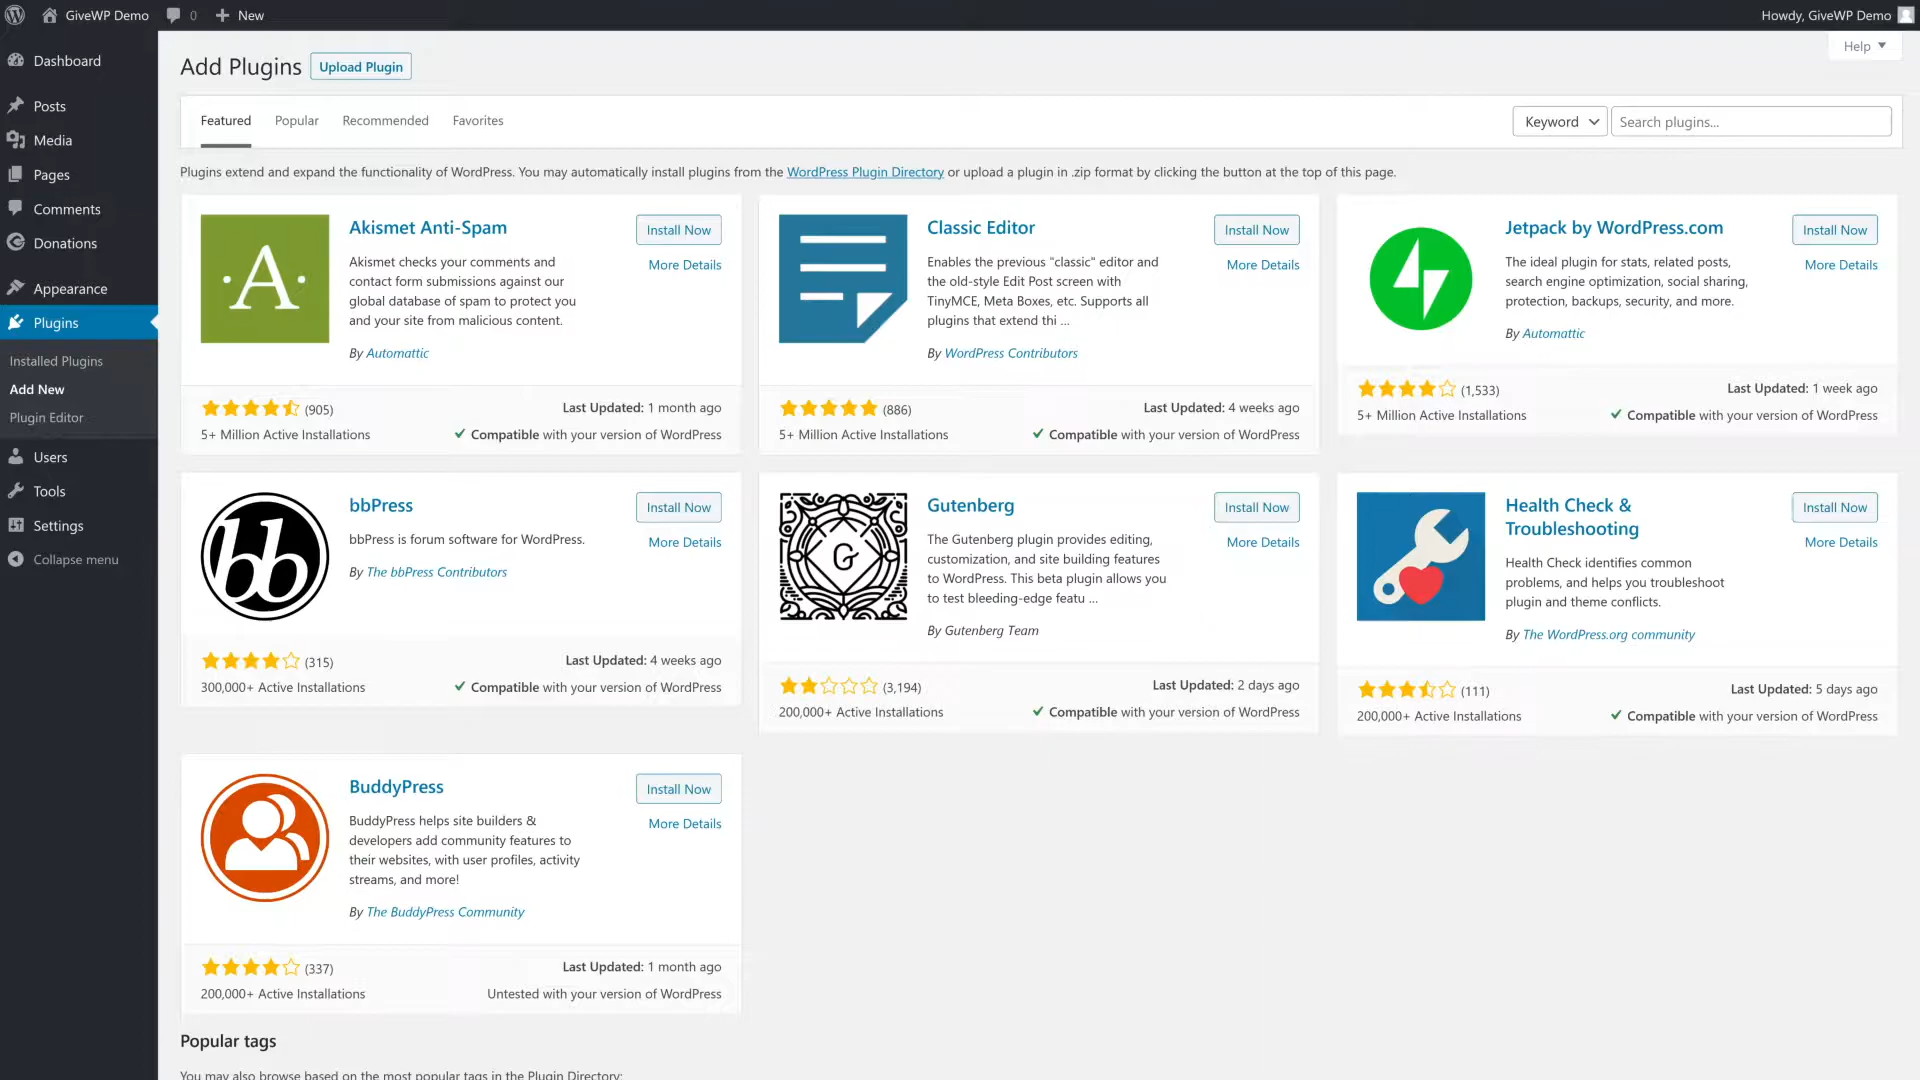 GiveWP Demo
0
New
Howdy, GiveWP Demo
Help
Dashboard
Posts
Media
Pages
Comments
Donations
Appearance
Plugins
Installed Plugins
Add New
Plugin Editor
Users
Tools
Settings
Collapse menu
Add Plugins
Upload Plugin
Featured
Popular
Recommended
Favorites
Keyword
Search plugins...
Plugins extend and expand the functionality of WordPress. You may automatically install plugins from the WordPress Plugin Directory or upload a plugin in .zip format by clicking the button at the top of this page.
A
Akismet Anti-Spam
Install Now
More Details
Akismet checks your comments and
contact form submissions against our
global database of spam to protect you
and your site from malicious content.
By Automattic
(905)
Last Updated: 1 month ago
5+ Million Active Installations
Compatible with your version of WordPress
Classic Editor
Install Now
More Details
Enables the previous "classic" editor and
the old-style Edit Post screen with
TinyMCE, Meta Boxes, etc. Supports all
plugins that extend thi ...
By WordPress Contributors
(886)
Last Updated: 4 weeks ago
5+ Million Active Installations
Compatible with your version of WordPress
Jetpack by WordPress.com
Install Now
More Details
The ideal plugin for stats, related posts,
search engine optimization, social sharing,
protection, backups, security, and more.
By Automattic
(1,533)
Last Updated: 1 week ago
5+ Million Active Installations
Compatible with your version of WordPress
bb
bbPress
Install Now
More Details
bbPress is forum software for WordPress.
By The bbPress Contributors
(315)
Last Updated: 4 weeks ago
300,000+ Active Installations
Compatible with your version of WordPress
G
Gutenberg
Install Now
More Details
The Gutenberg plugin provides editing,
customization, and site building features
to WordPress. This beta plugin allows you
to test bleeding-edge featu ...
By Gutenberg Team
(3,194)
Last Updated: 2 days ago
200,000+ Active Installations
Compatible with your version of WordPress
Health Check &
Troubleshooting
Install Now
More Details
Health Check identifies common
problems, and helps you troubleshoot
plugin and theme conflicts.
By The WordPress.org community
(111)
Last Updated: 5 days ago
200,000+ Active Installations
Compatible with your version of WordPress
BuddyPress
Install Now
More Details
BuddyPress helps site builders &
developers add community features to
their websites, with user profiles, activity
streams, and more!
By The BuddyPress Community
(337)
Last Updated: 1 month ago
200,000+ Active Installations
Untested with your version of WordPress
Popular tags
You may also browse based on the most popular tags in the Plugin Directory: